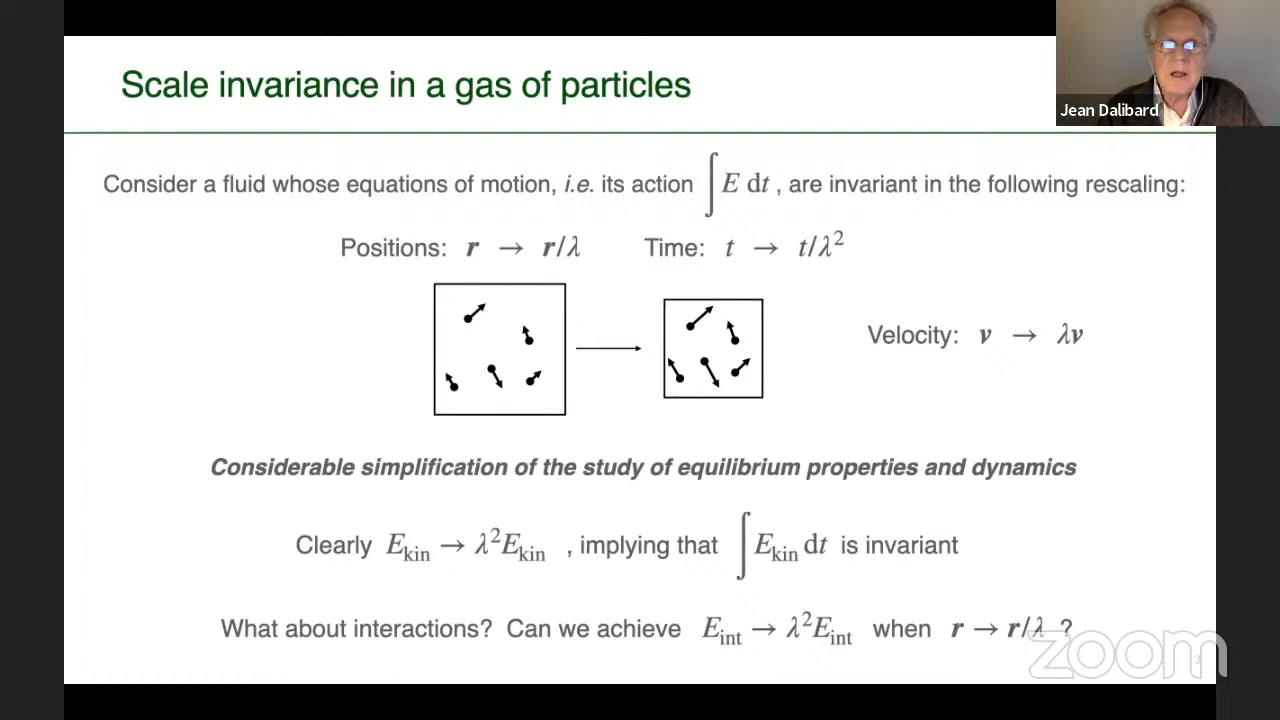 Scale invariance in a gas of particles
Jean Dalibard
Consider a fluid whose equations of motion, i.e. its action ∫ E dt , are invariant in the following rescaling:
Positions: r → r/λ Time: t → t/λ²
Velocity: v → λv
Considerable simplification of the study of equilibrium properties and dynamics
Clearly E_kin → λ²E_kin , implying that ∫ E_kin dt is invariant
What about interactions? Can we achieve E_int → λ²E_int when r → r/λ ?
zoom
3